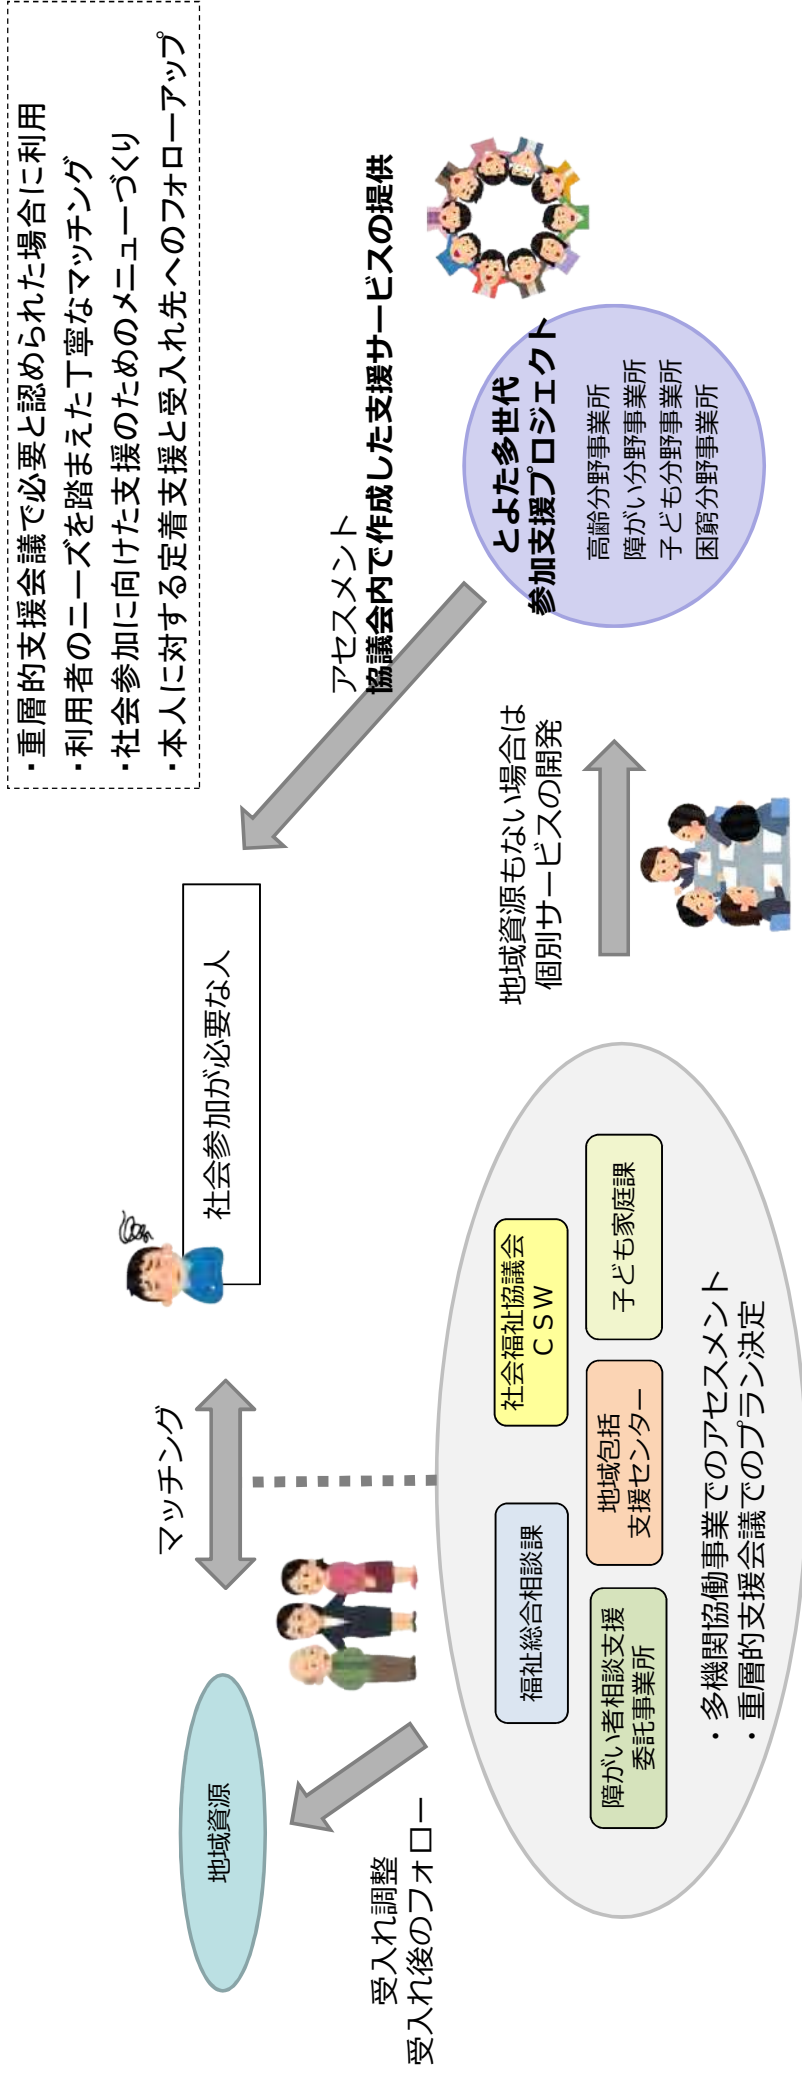 ・重層的支援会議で必要と認められた場合に利用
・利用者のニーズを踏まえた丁寧なマッチング
・社会参加に向けた支援のためのメニューづくり
・本人に対する定着支援と受入れ先へのフォローアップ
地域資源
マッチング
社会参加が必要な人
受入れ調整
受入れ後のフォロー
アセスメント
協議会内で作成した支援サービスの提供
福祉総合相談課
社会福祉協議会
ＣＳＷ
障がい者相談支援
委託事業所
地域包括
支援センター
子ども家庭課
・多機関協働事業でのアセスメント
・重層的支援会議でのプラン決定
地域資源もない場合は
個別サービスの開発
とよた多世代
参加支援プロジェクト
高齢分野事業所
障がい分野事業所
子ども分野事業所
困窮分野事業所